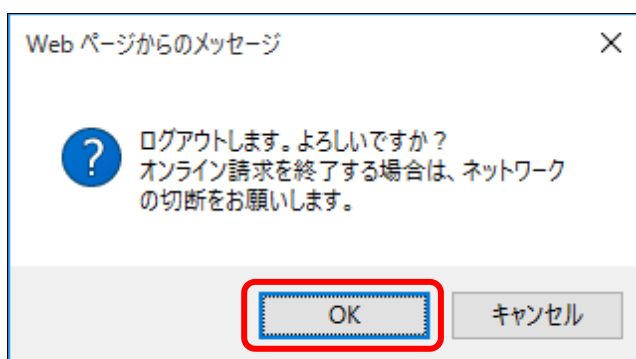 Web ページからのメッセージ
ログアウトします。よろしいですか?
オンライン請求を終了する場合は、ネットワーク
の切断をお願いします。
OK
キャンセル